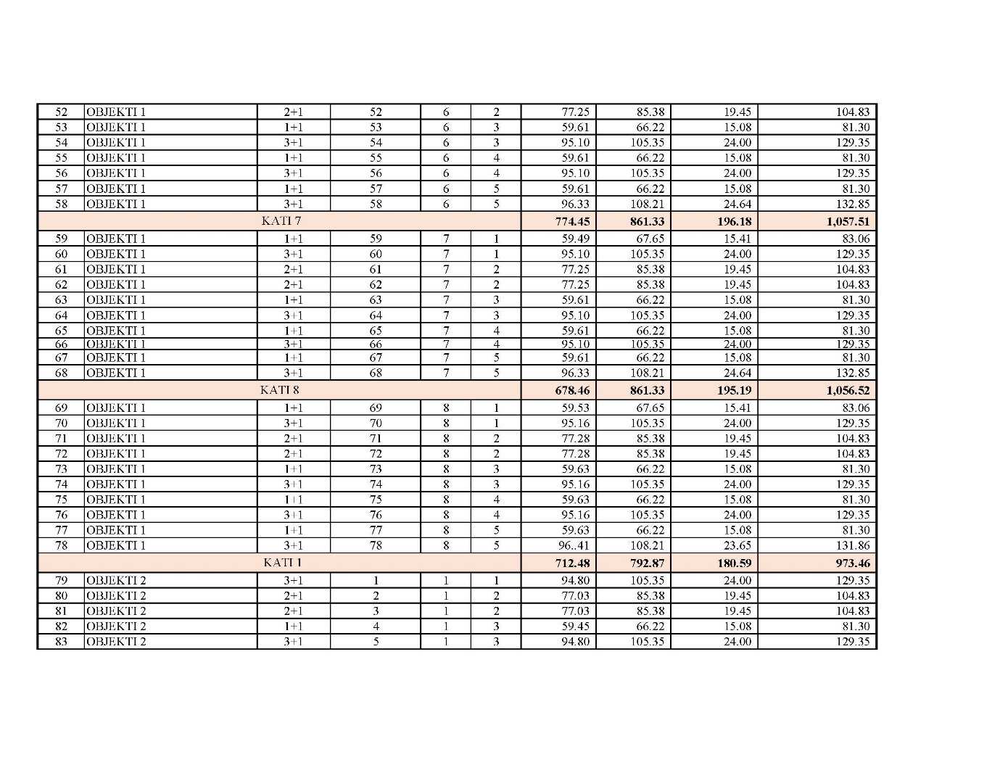 52 OBJEKTI 1 2+1 52 6 2 77.25 85.38 19.45 104.83
53 OBJEKTI 1 1+1 53 6 3 59.61 66.22 15.08 81.30
54 OBJEKTI 1 3+1 54 6 3 95.10 105.35 24.00 129.35
55 OBJEKTI 1 1+1 55 6 4 59.61 66.22 15.08 81.30
56 OBJEKTI 1 3+1 56 6 4 95.10 105.35 24.00 129.35
57 OBJEKTI 1 1+1 57 6 5 59.61 66.22 15.08 81.30
58 OBJEKTI 1 3+1 58 6 5 96.33 108.21 24.64 132.85
KATI 7 774.45 861.33 196.18 1,057.51
59 OBJEKTI 1 1+1 59 7 1 59.49 67.65 15.41 83.06
60 OBJEKTI 1 3+1 60 7 1 95.10 105.35 24.00 129.35
61 OBJEKTI 1 2+1 61 7 2 77.25 85.38 19.45 104.83
62 OBJEKTI 1 2+1 62 7 2 77.25 85.38 19.45 104.83
63 OBJEKTI 1 1+1 63 7 3 59.61 66.22 15.08 81.30
64 OBJEKTI 1 3+1 64 7 3 95.10 105.35 24.00 129.35
65 OBJEKTI 1 1+1 65 7 4 59.61 66.22 15.08 81.30
66 OBJEKTI 1 3+1 66 7 4 95.10 105.35 24.00 129.35
67 OBJEKTI 1 1+1 67 7 5 59.61 66.22 15.08 81.30
68 OBJEKTI 1 3+1 68 7 5 96.33 108.21 24.64 132.85
KATI 8 678.46 861.33 195.19 1,056.52
69 OBJEKTI 1 1+1 69 8 1 59.53 67.65 15.41 83.06
70 OBJEKTI 1 3+1 70 8 1 95.16 105.35 24.00 129.35
71 OBJEKTI 1 2+1 71 8 2 77.28 85.38 19.45 104.83
72 OBJEKTI 1 2+1 72 8 2 77.28 85.38 19.45 104.83
73 OBJEKTI 1 1+1 73 8 3 59.63 66.22 15.08 81.30
74 OBJEKTI 1 3+1 74 8 3 95.16 105.35 24.00 129.35
75 OBJEKTI 1 1+1 75 8 4 59.63 66.22 15.08 81.30
76 OBJEKTI 1 3+1 76 8 4 95.16 105.35 24.00 129.35
77 OBJEKTI 1 1+1 77 8 5 59.63 66.22 15.08 81.30
78 OBJEKTI 1 3+1 78 8 5 96..41 108.21 23.65 131.86
KATI 1 712.48 792.87 180.59 973.46
79 OBJEKTI 2 3+1 1 1 1 94.80 105.35 24.00 129.35
80 OBJEKTI 2 2+1 2 1 2 77.03 85.38 19.45 104.83
81 OBJEKTI 2 2+1 3 1 2 77.03 85.38 19.45 104.83
82 OBJEKTI 2 1+1 4 1 3 59.45 66.22 15.08 81.30
83 OBJEKTI 2 3+1 5 1 3 94.80 105.35 24.00 129.35